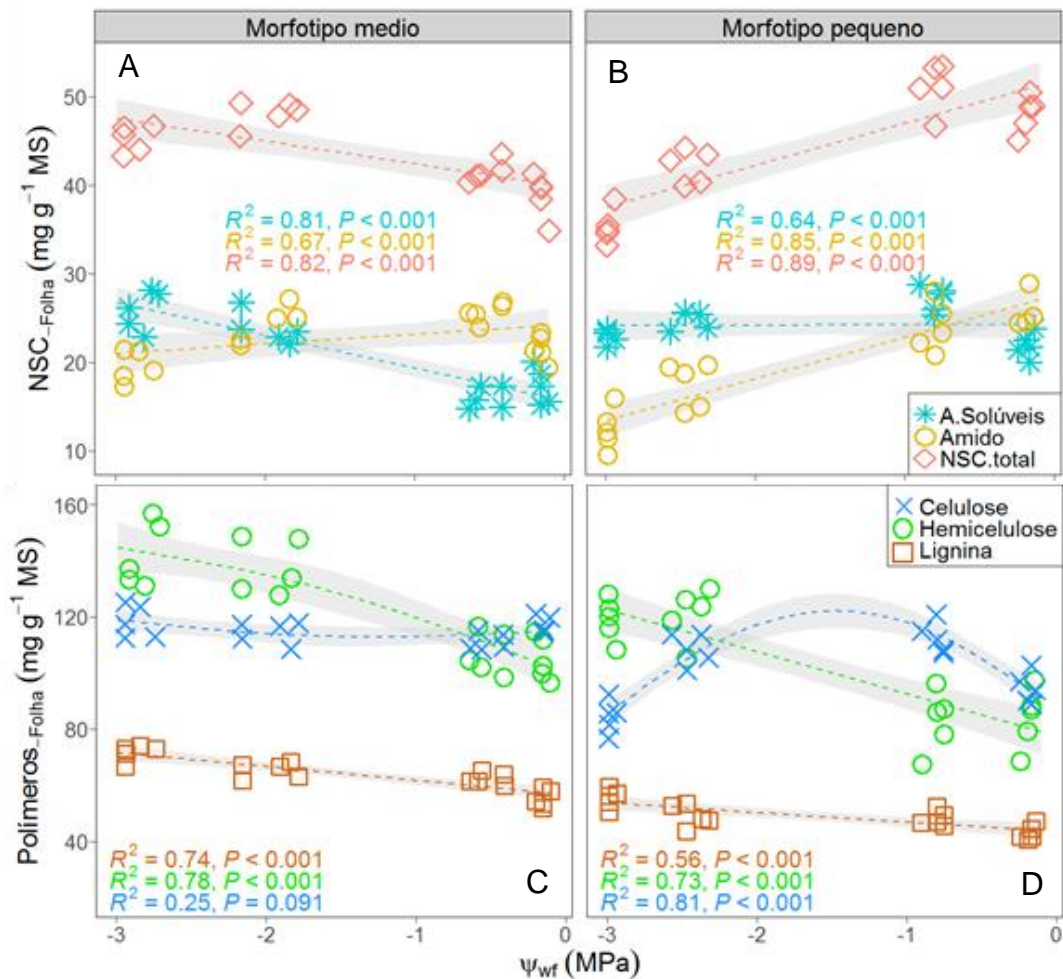 Morfotipo medio
Morfotipo pequeno
A
B
NSC₋Folha (mg g⁻¹ MS)
50
40
30
20
10
R² = 0.81, P < 0.001
R² = 0.67, P < 0.001
R² = 0.82, P < 0.001
R² = 0.64, P < 0.001
R² = 0.85, P < 0.001
R² = 0.89, P < 0.001
A.Solúveis
Amido
NSC.total
Polimeros₋Folha (mg g⁻¹ MS)
160
120
80
40
Celulose
Hemicelulose
Lignina
R² = 0.74, P < 0.001
R² = 0.78, P < 0.001
R² = 0.25, P = 0.091
C
R² = 0.56, P < 0.001
R² = 0.73, P < 0.001
R² = 0.81, P < 0.001
D
-3 -2 -1 0
-3 -2 -1 0
Ψwf (MPa)